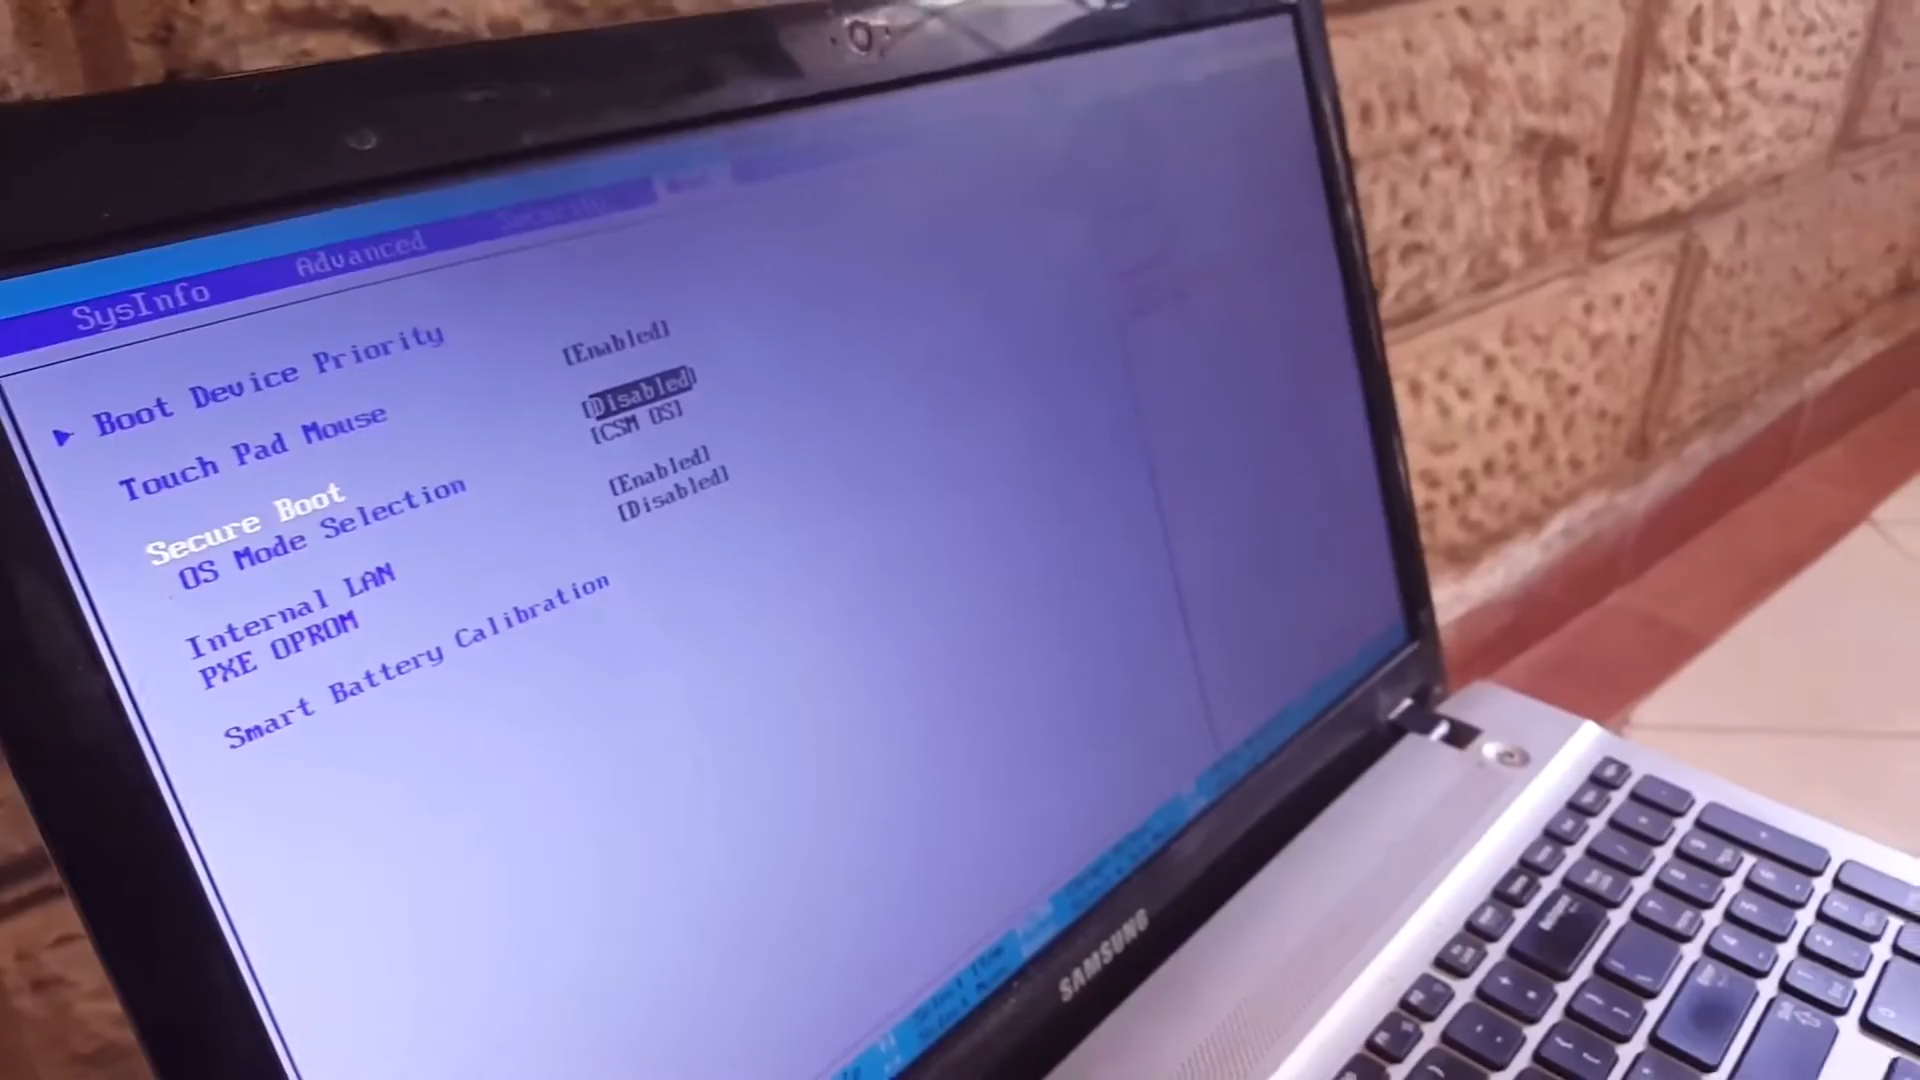 SysInfo Advanced Security
Boot Device Priority
Touch Pad Mouse [Enabled]
Secure Boot [Disabled]
OS Mode Selection [CSM OS]
Internal LAN [Enabled]
PXE OPROM [Disabled]
Smart Battery Calibration
SAMSUNG